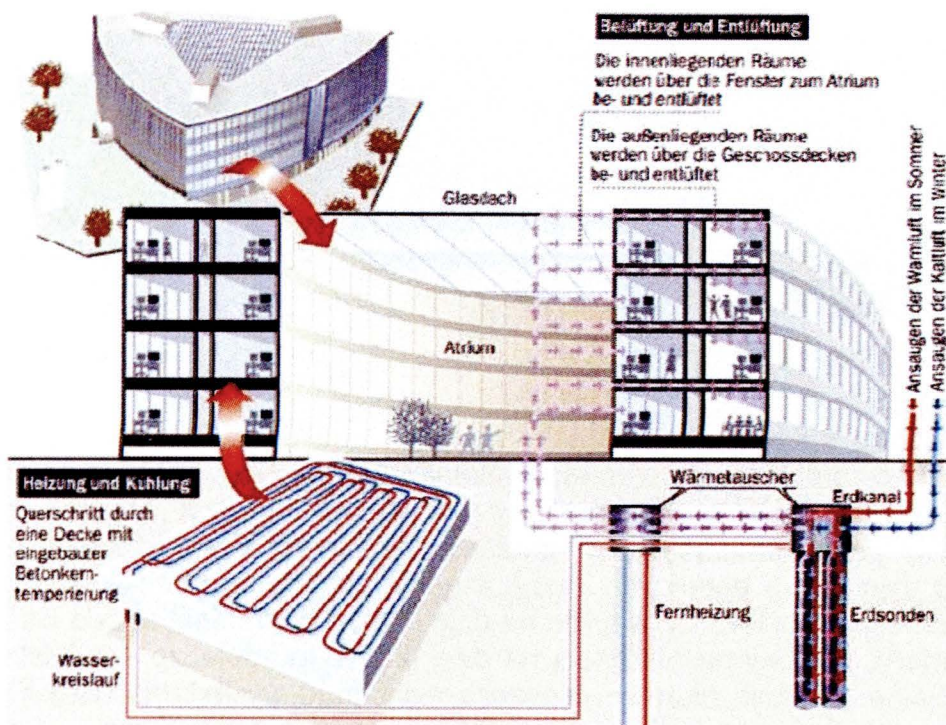 Belüftung und Entlüftung
Die innenliegenden Räume
werden über die Fenster zum Atrium
be- und entlüftet
Die außenliegenden Räume
werden über die Geschossdecken
be- und entlüftet
Glasdach
Atrium
Ansaugen der Warmluft im Sommer
Ansaugen der Kaltluft im Winter
Heizung und Kühlung
Querschritt durch
eine Decke mit
eingebauter
Betonkern-
temperierung
Wasser-
kreislauf
Wärmetauscher
Erdkanal
Fernheizung
Erdsonden